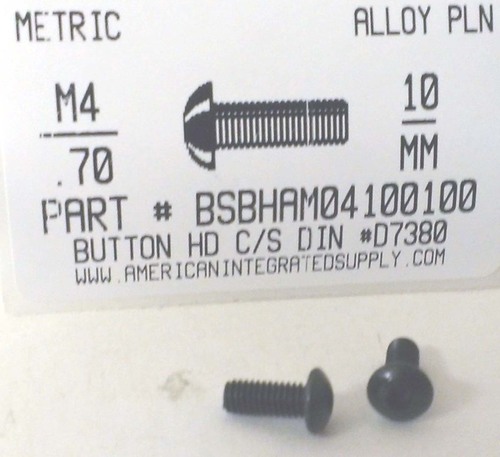 METRIC ALLOY PLN
M4 10
.70 MM
PART # BSBHAM04100100
BUTTON HD C/S DIN #D7380
WWW.AMERICANINTEGRATEDSUPPLY.COM